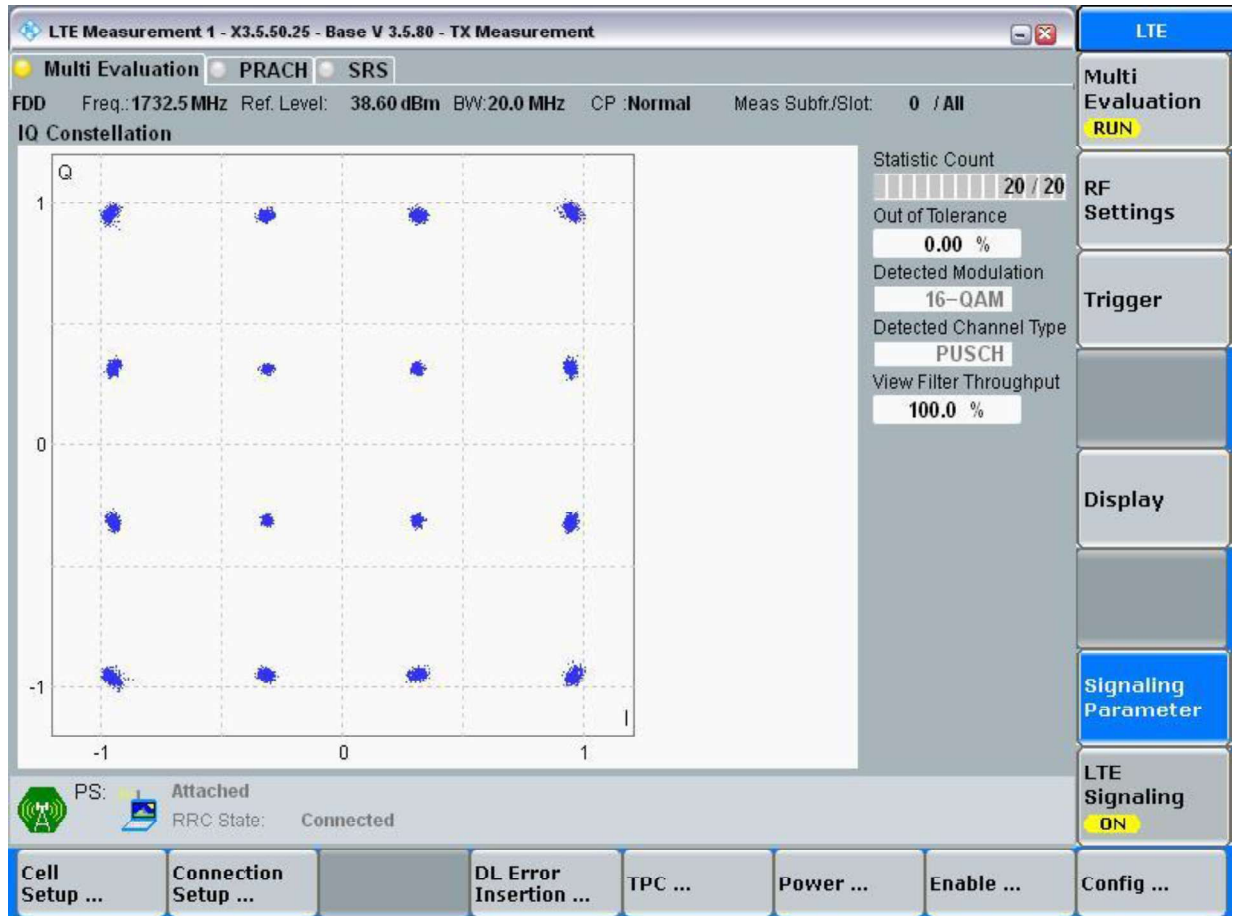 LTE Measurement 1 - X3.5.50.25 - Base V 3.5.80 - TX Measurement
LTE
Multi Evaluation PRACH SRS
FDD Freq.: 1732.5 MHz Ref. Level: 38.60 dBm BW: 20.0 MHz CP : Normal Meas Subfr./Slot: 0 / All
IQ Constellation
Q
1
0
-1
-1 0 1
I
Statistic Count
20 / 20
Out of Tolerance
0.00 %
Detected Modulation
16-QAM
Detected Channel Type
PUSCH
View Filter Throughput
100.0 %
Multi
Evaluation
RUN
RF
Settings
Trigger
Display
Signaling
Parameter
LTE
Signaling
ON
PS: Attached
RRC State: Connected
Cell
Setup ...
Connection
Setup ...
DL Error
Insertion ...
TPC ...
Power ...
Enable ...
Config ...